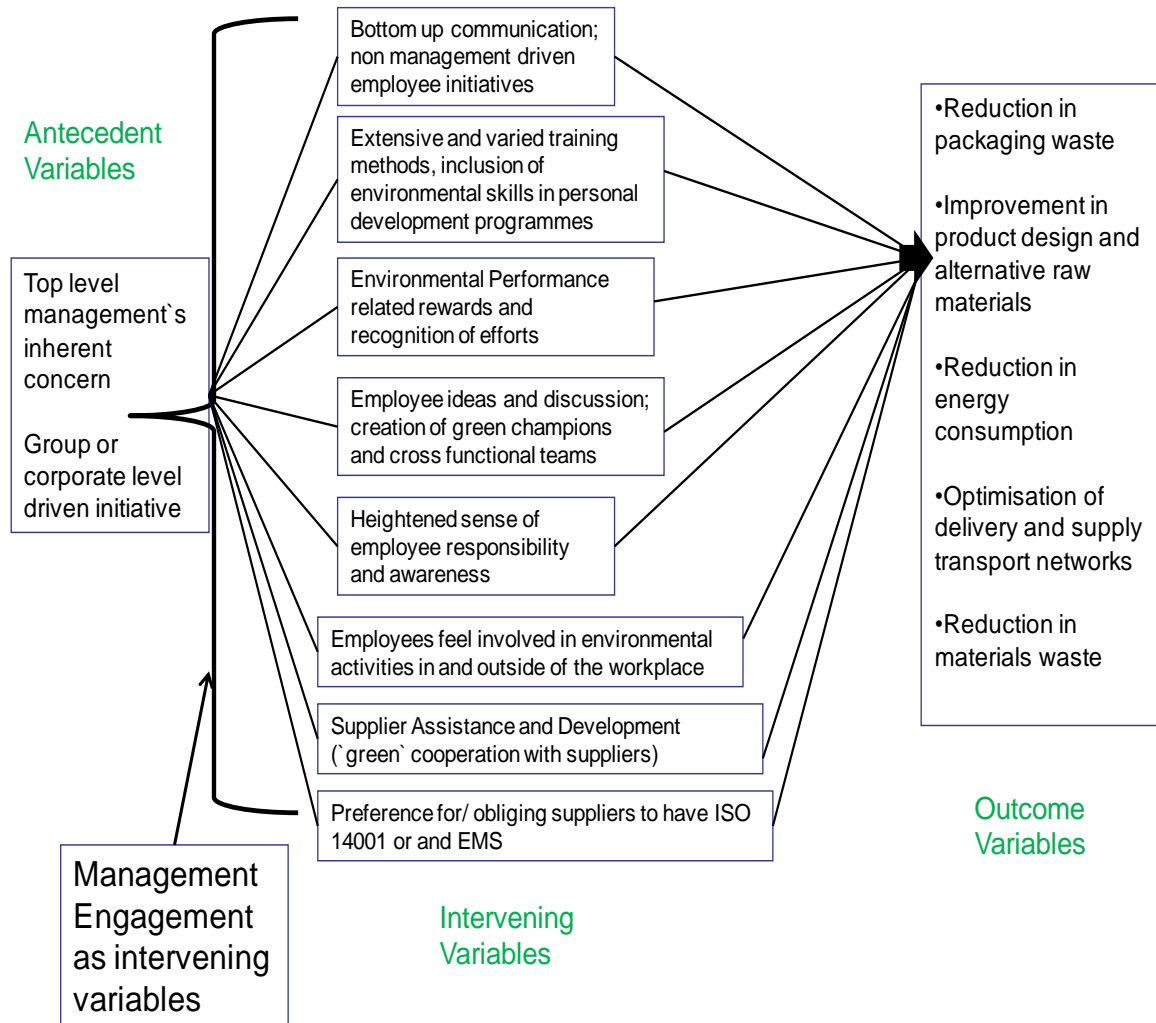 Antecedent
Variables
Top level
management`s
inherent
concern
Group or
corporate level
driven initiative
Management
Engagement
as intervening
variables
Bottom up communication;
non management driven
employee initiatives
Extensive and varied training
methods, inclusion of
environmental skills in personal
development programmes
Environmental Performance
related rewards and
recognition of efforts
Employee ideas and discussion;
creation of green champions
and cross functional teams
Heightened sense of
employee responsibility
and awareness
Employees feel involved in environmental
activities in and outside of the workplace
Supplier Assistance and Development
(`green` cooperation with suppliers)
Preference for/ obliging suppliers to have ISO
14001 or and EMS
Intervening
Variables
•Reduction in
packaging waste
•Improvement in
product design and
alternative raw
materials
•Reduction in
energy
consumption
•Optimisation of
delivery and supply
transport networks
•Reduction in
materials waste
Outcome
Variables